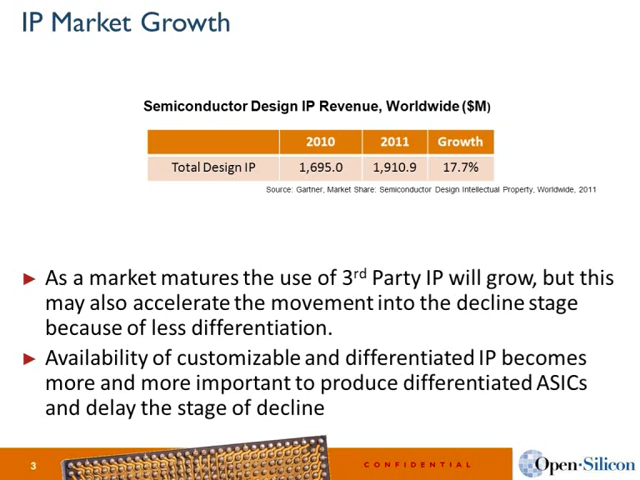 IP Market Growth
Semiconductor Design IP Revenue, Worldwide ($M)
2010 2011 Growth
Total Design IP 1,695.0 1,910.9 17.7%
Source: Gartner, Market Share: Semiconductor Design Intellectual Property, Worldwide, 2011
► As a market matures the use of 3rd Party IP will grow, but this
may also accelerate the movement into the decline stage
because of less differentiation.
► Availability of customizable and differentiated IP becomes
more and more important to produce differentiated ASICs
and delay the stage of decline
3 CONFIDENTIAL Open-Silicon